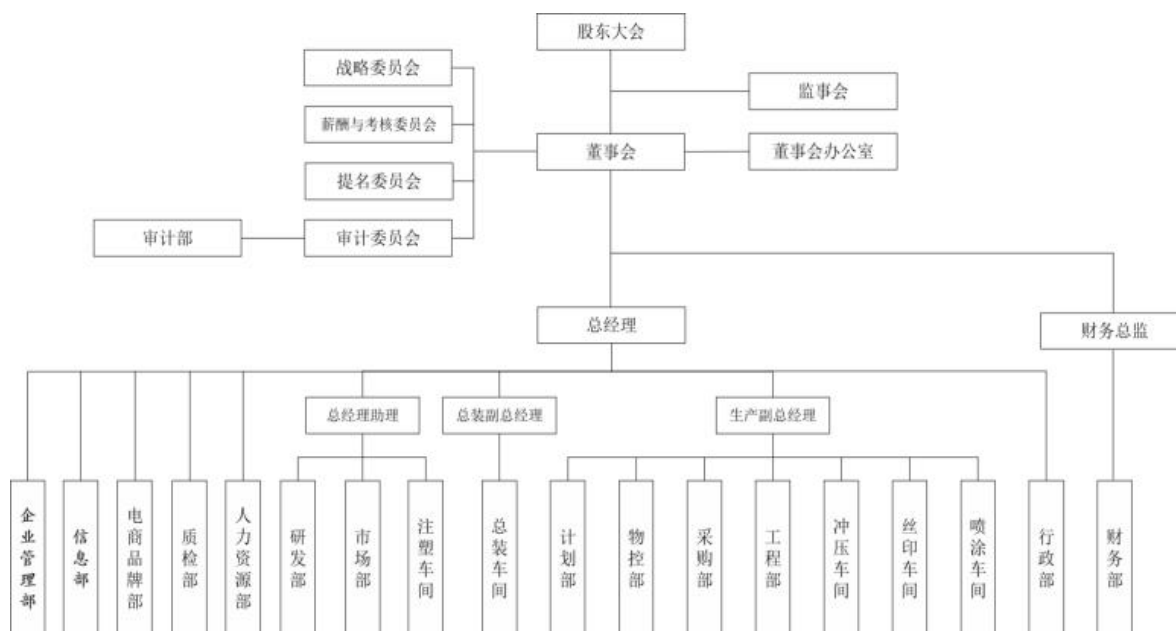 股东大会
战略委员会
监事会
薪酬与考核委员会
董事会
董事会办公室
提名委员会
审计部
审计委员会
总经理
财务总监
总经理助理
总装副总经理
生产副总经理
企业管理部
信息部
电商品牌部
质检部
人力资源部
研发部
市场部
注塑车间
总装车间
计划部
物控部
采购部
工程部
冲压车间
丝印车间
喷涂车间
行政部
财务部